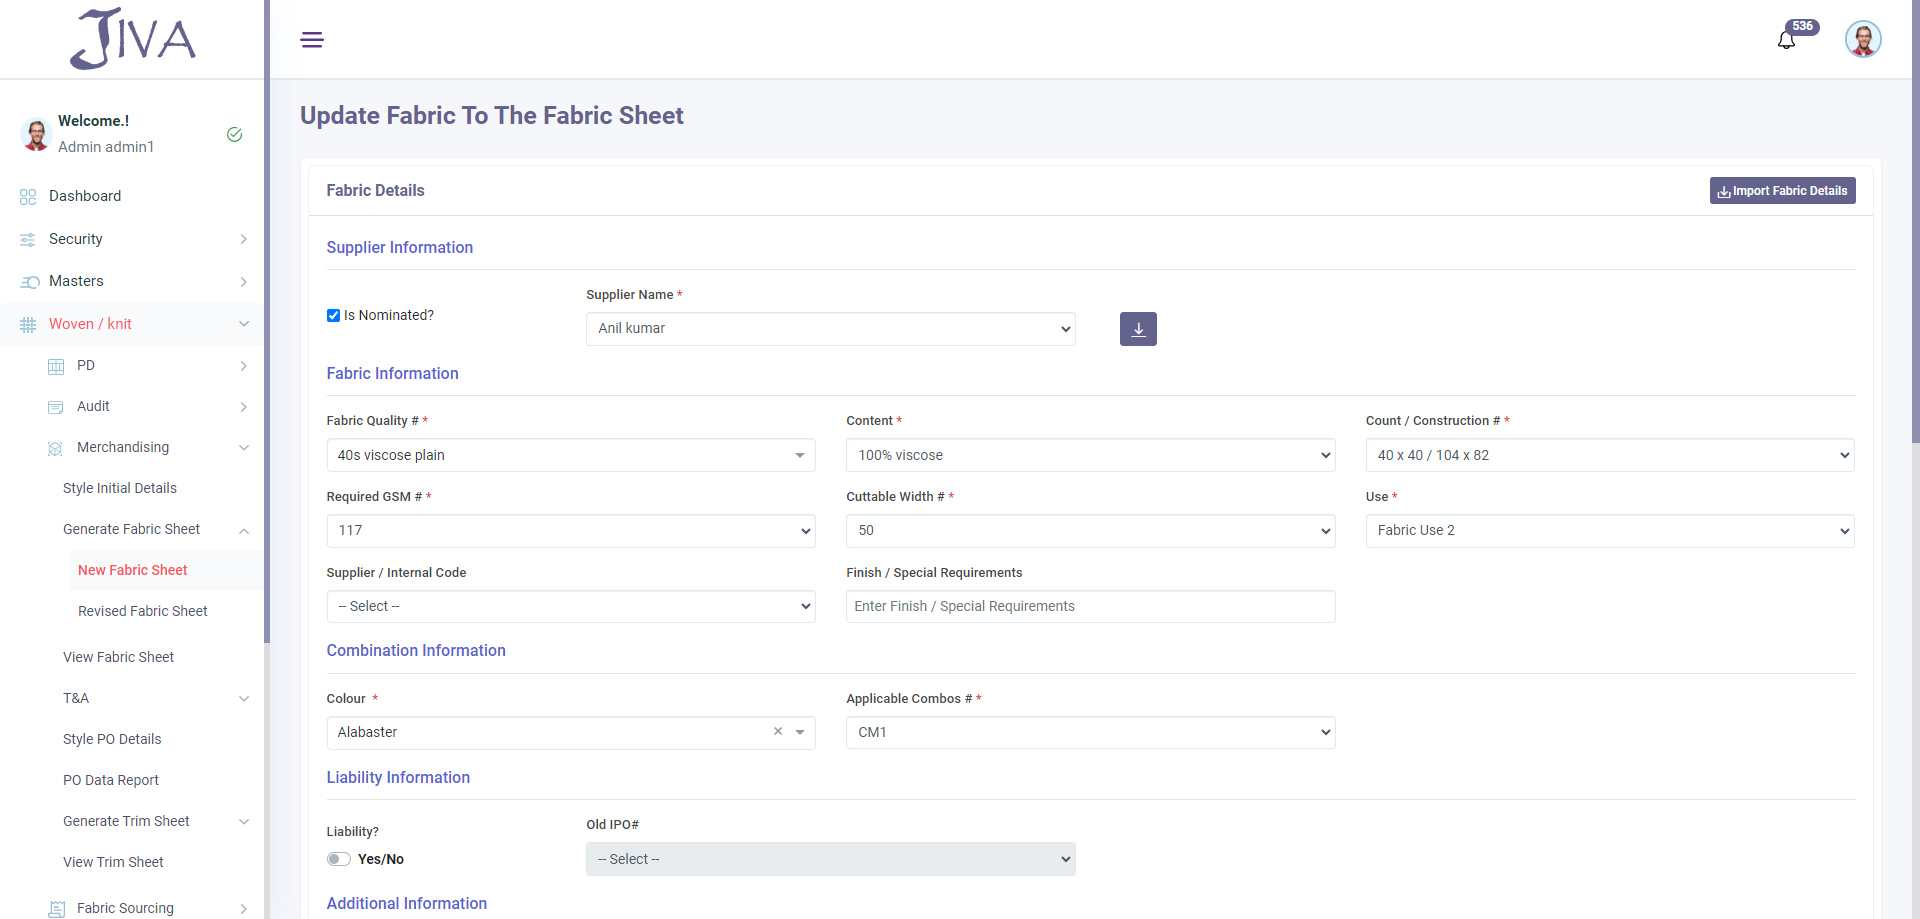 JIVA
536
Welcome.!
Admin admin1
Dashboard
Security
Masters
Woven / knit
PD
Audit
Merchandising
Style Initial Details
Generate Fabric Sheet
New Fabric Sheet
Revised Fabric Sheet
View Fabric Sheet
T&A
Style PO Details
PO Data Report
Generate Trim Sheet
View Trim Sheet
Fabric Sourcing
Update Fabric To The Fabric Sheet
Fabric Details
Import Fabric Details
Supplier Information
Is Nominated?
Supplier Name *
Anil kumar
Fabric Information
Fabric Quality # *
Content *
Count / Construction # *
40s viscose plain
100% viscose
40 x 40 / 104 x 82
Required GSM # *
Cuttable Width # *
Use *
117
50
Fabric Use 2
Supplier / Internal Code
Finish / Special Requirements
-- Select --
Enter Finish / Special Requirements
Combination Information
Colour *
Applicable Combos # *
Alabaster
CM1
Liability Information
Liability?
Old IPO#
Yes/No
-- Select --
Additional Information